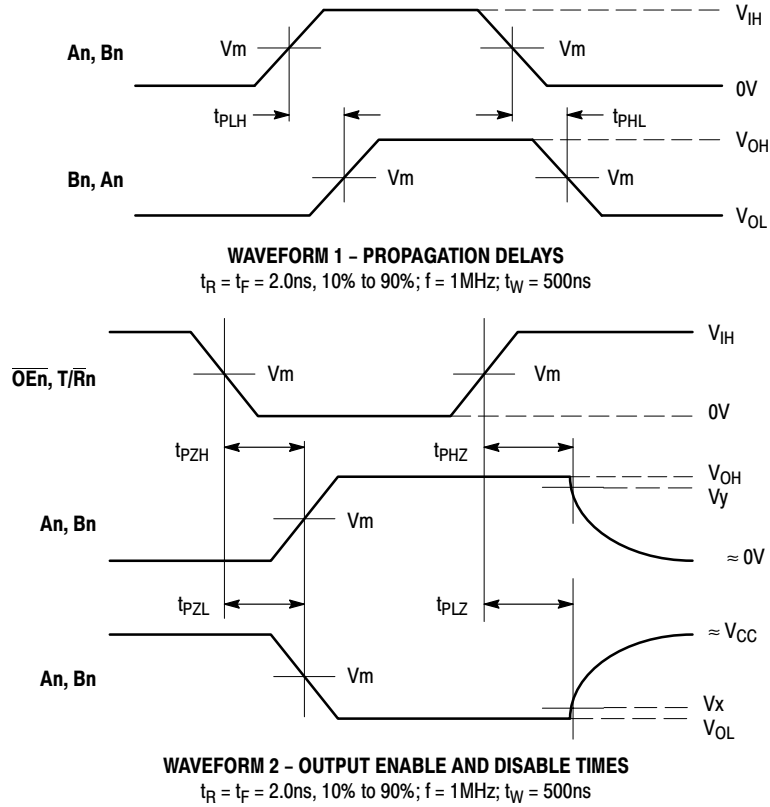 V_IH
An, Bn Vm Vm
0V
t_PLH t_PHL
V_OH
Bn, An Vm Vm
V_OL
WAVEFORM 1 – PROPAGATION DELAYS
t_R = t_F = 2.0ns, 10% to 90%; f = 1MHz; t_W = 500ns
V_IH
O̅E̅n̅, T/R̅n Vm Vm
0V
t_PZH t_PHZ
V_OH
Vy
An, Bn Vm
≈ 0V
t_PZL t_PLZ
≈ V_CC
An, Bn Vm
Vx
V_OL
WAVEFORM 2 – OUTPUT ENABLE AND DISABLE TIMES
t_R = t_F = 2.0ns, 10% to 90%; f = 1MHz; t_W = 500ns